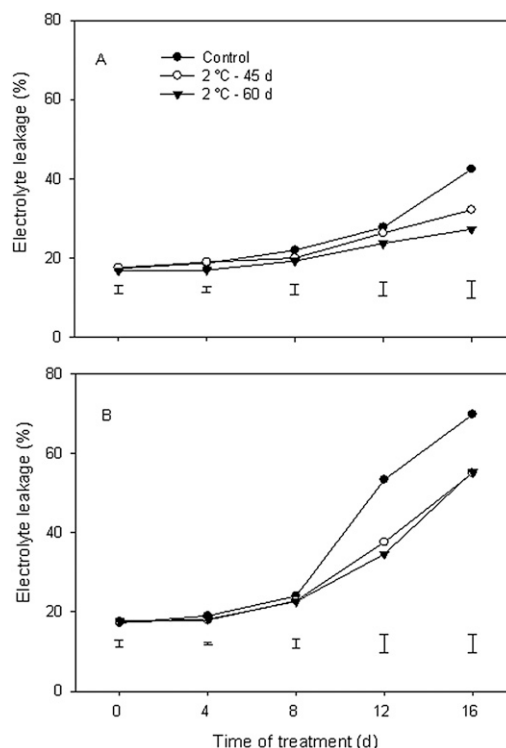 80
A
Control
2 °C - 45 d
2 °C - 60 d
60
Electrolyte leakage (%)
40
20
0
80
B
60
Electrolyte leakage (%)
40
20
0
0 4 8 12 16
Time of treatment (d)